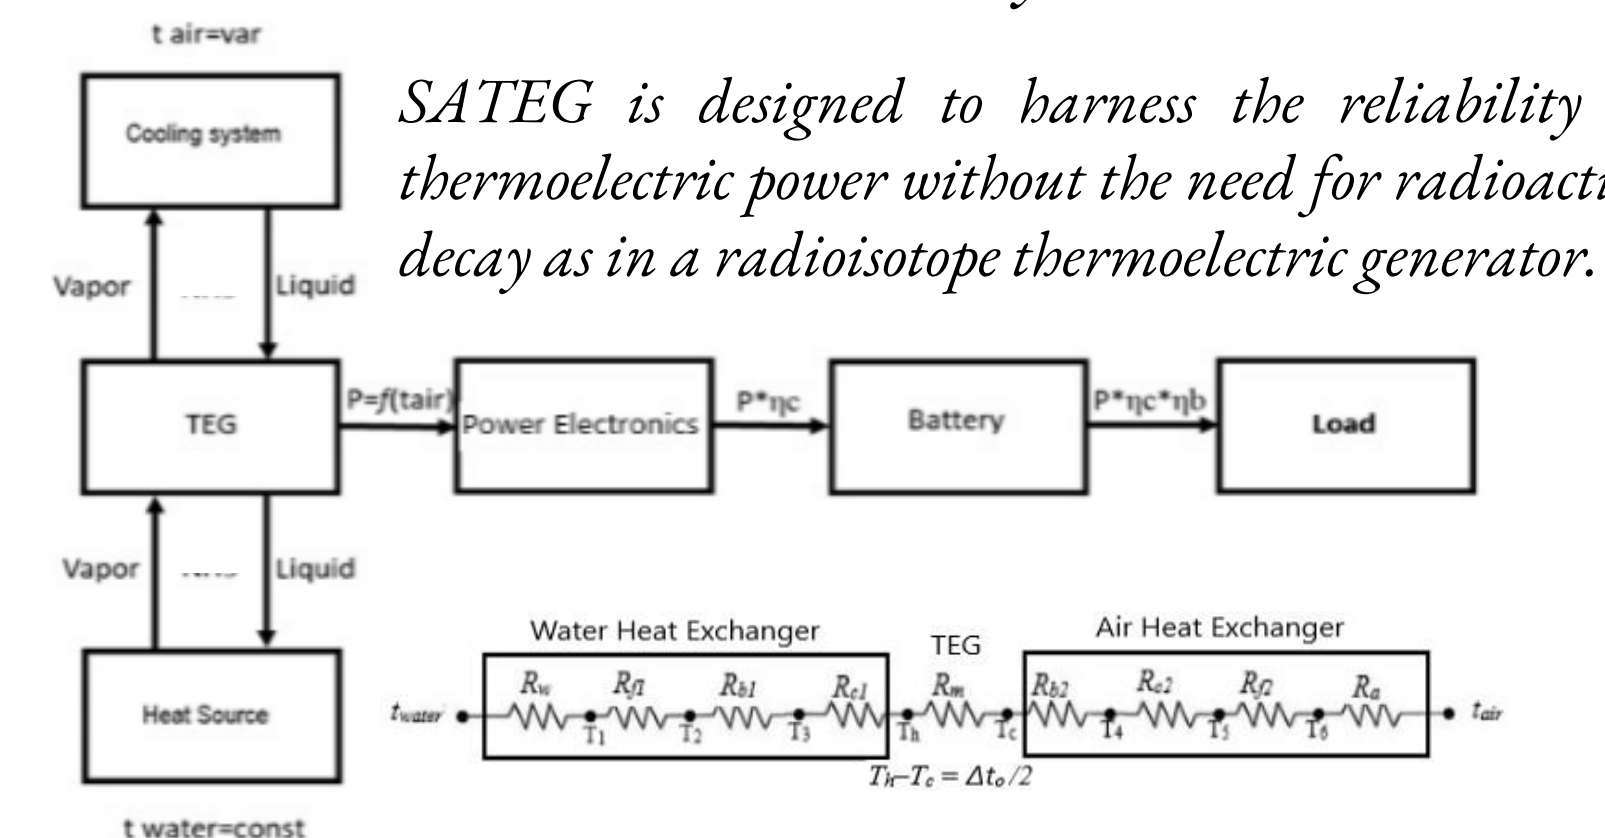 t air=var
Cooling system
SATEG is designed to harness the reliability
thermoelectric power without the need for radioacti
decay as in a radioisotope thermoelectric generator.
Vapor
Liquid
TEG
P=f(tair)
Power Electronics
P*ηc
Battery
P*ηc*ηb
Load
Vapor
Liquid
Heat Source
t water=const
Water Heat Exchanger
TEG
Air Heat Exchanger
Rw Rf1 Rb1 Rc1 Rm Rb2 Rc2 Rf2 Ra
twater
T1 T2 T3 Th Tc T4 T5 T6
tair
Th–Tc = Δto/2